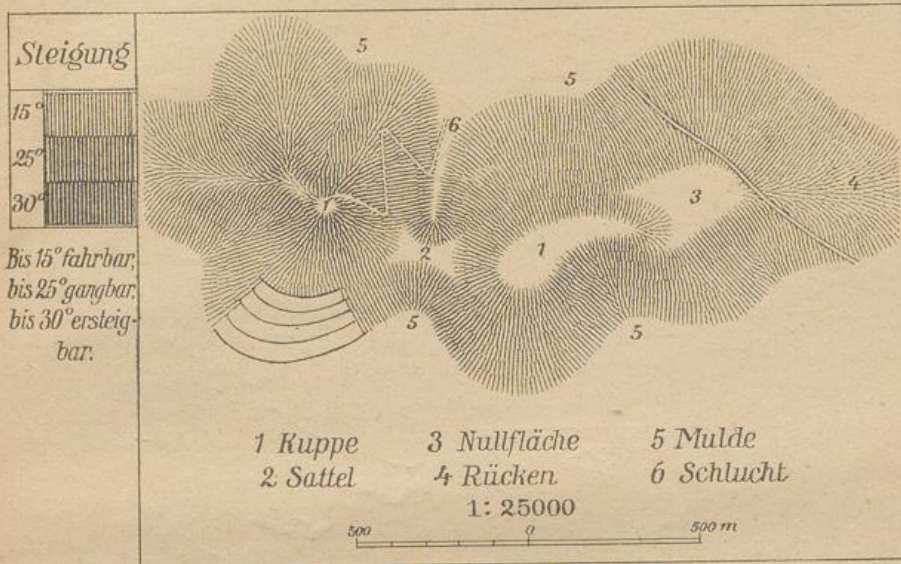 Steigung
15°
25°
30°
Bis 15° fahrbar,
bis 25° gangbar,
bis 30° ersteig-
bar.
5
5
6
1
2
1
3
4
5
5
1 Kuppe
2 Sattel
3 Nullfläche
4 Rücken
5 Mulde
6 Schlucht
1:25000
500 0 500 m